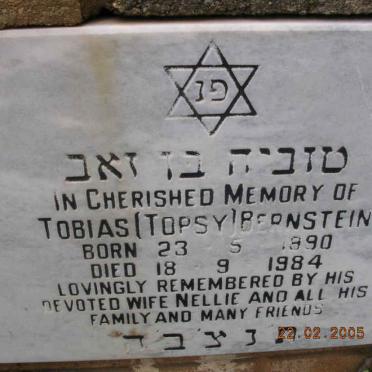 פנ
טוביה בן זאב
IN CHERISHED MEMORY OF
TOBIAS (TOPSY) BERNSTEIN
BORN 23 5 1890
DIED 18 9 1984
LOVINGLY REMEMBERED BY HIS
DEVOTED WIFE NELLIE AND ALL HIS
FAMILY AND MANY FRIENDS
ת נ צ ב ה
22.02.2005